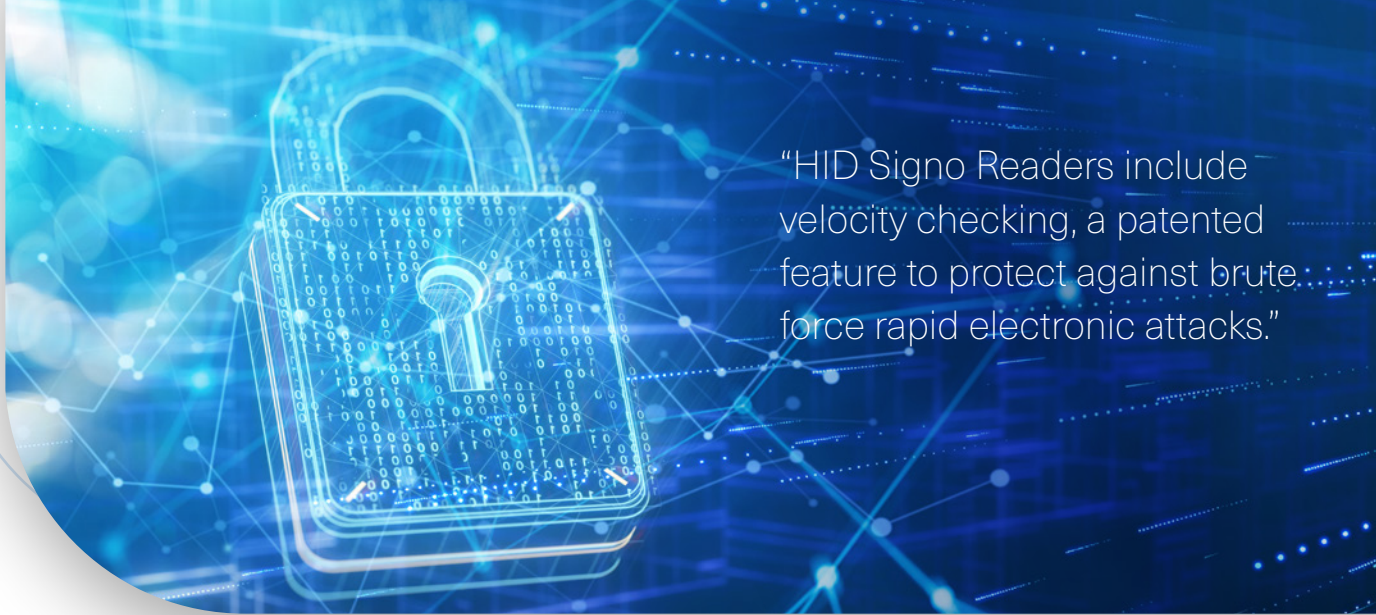 “HID Signo Readers include
velocity checking, a patented
feature to protect against brute
force rapid electronic attacks.”